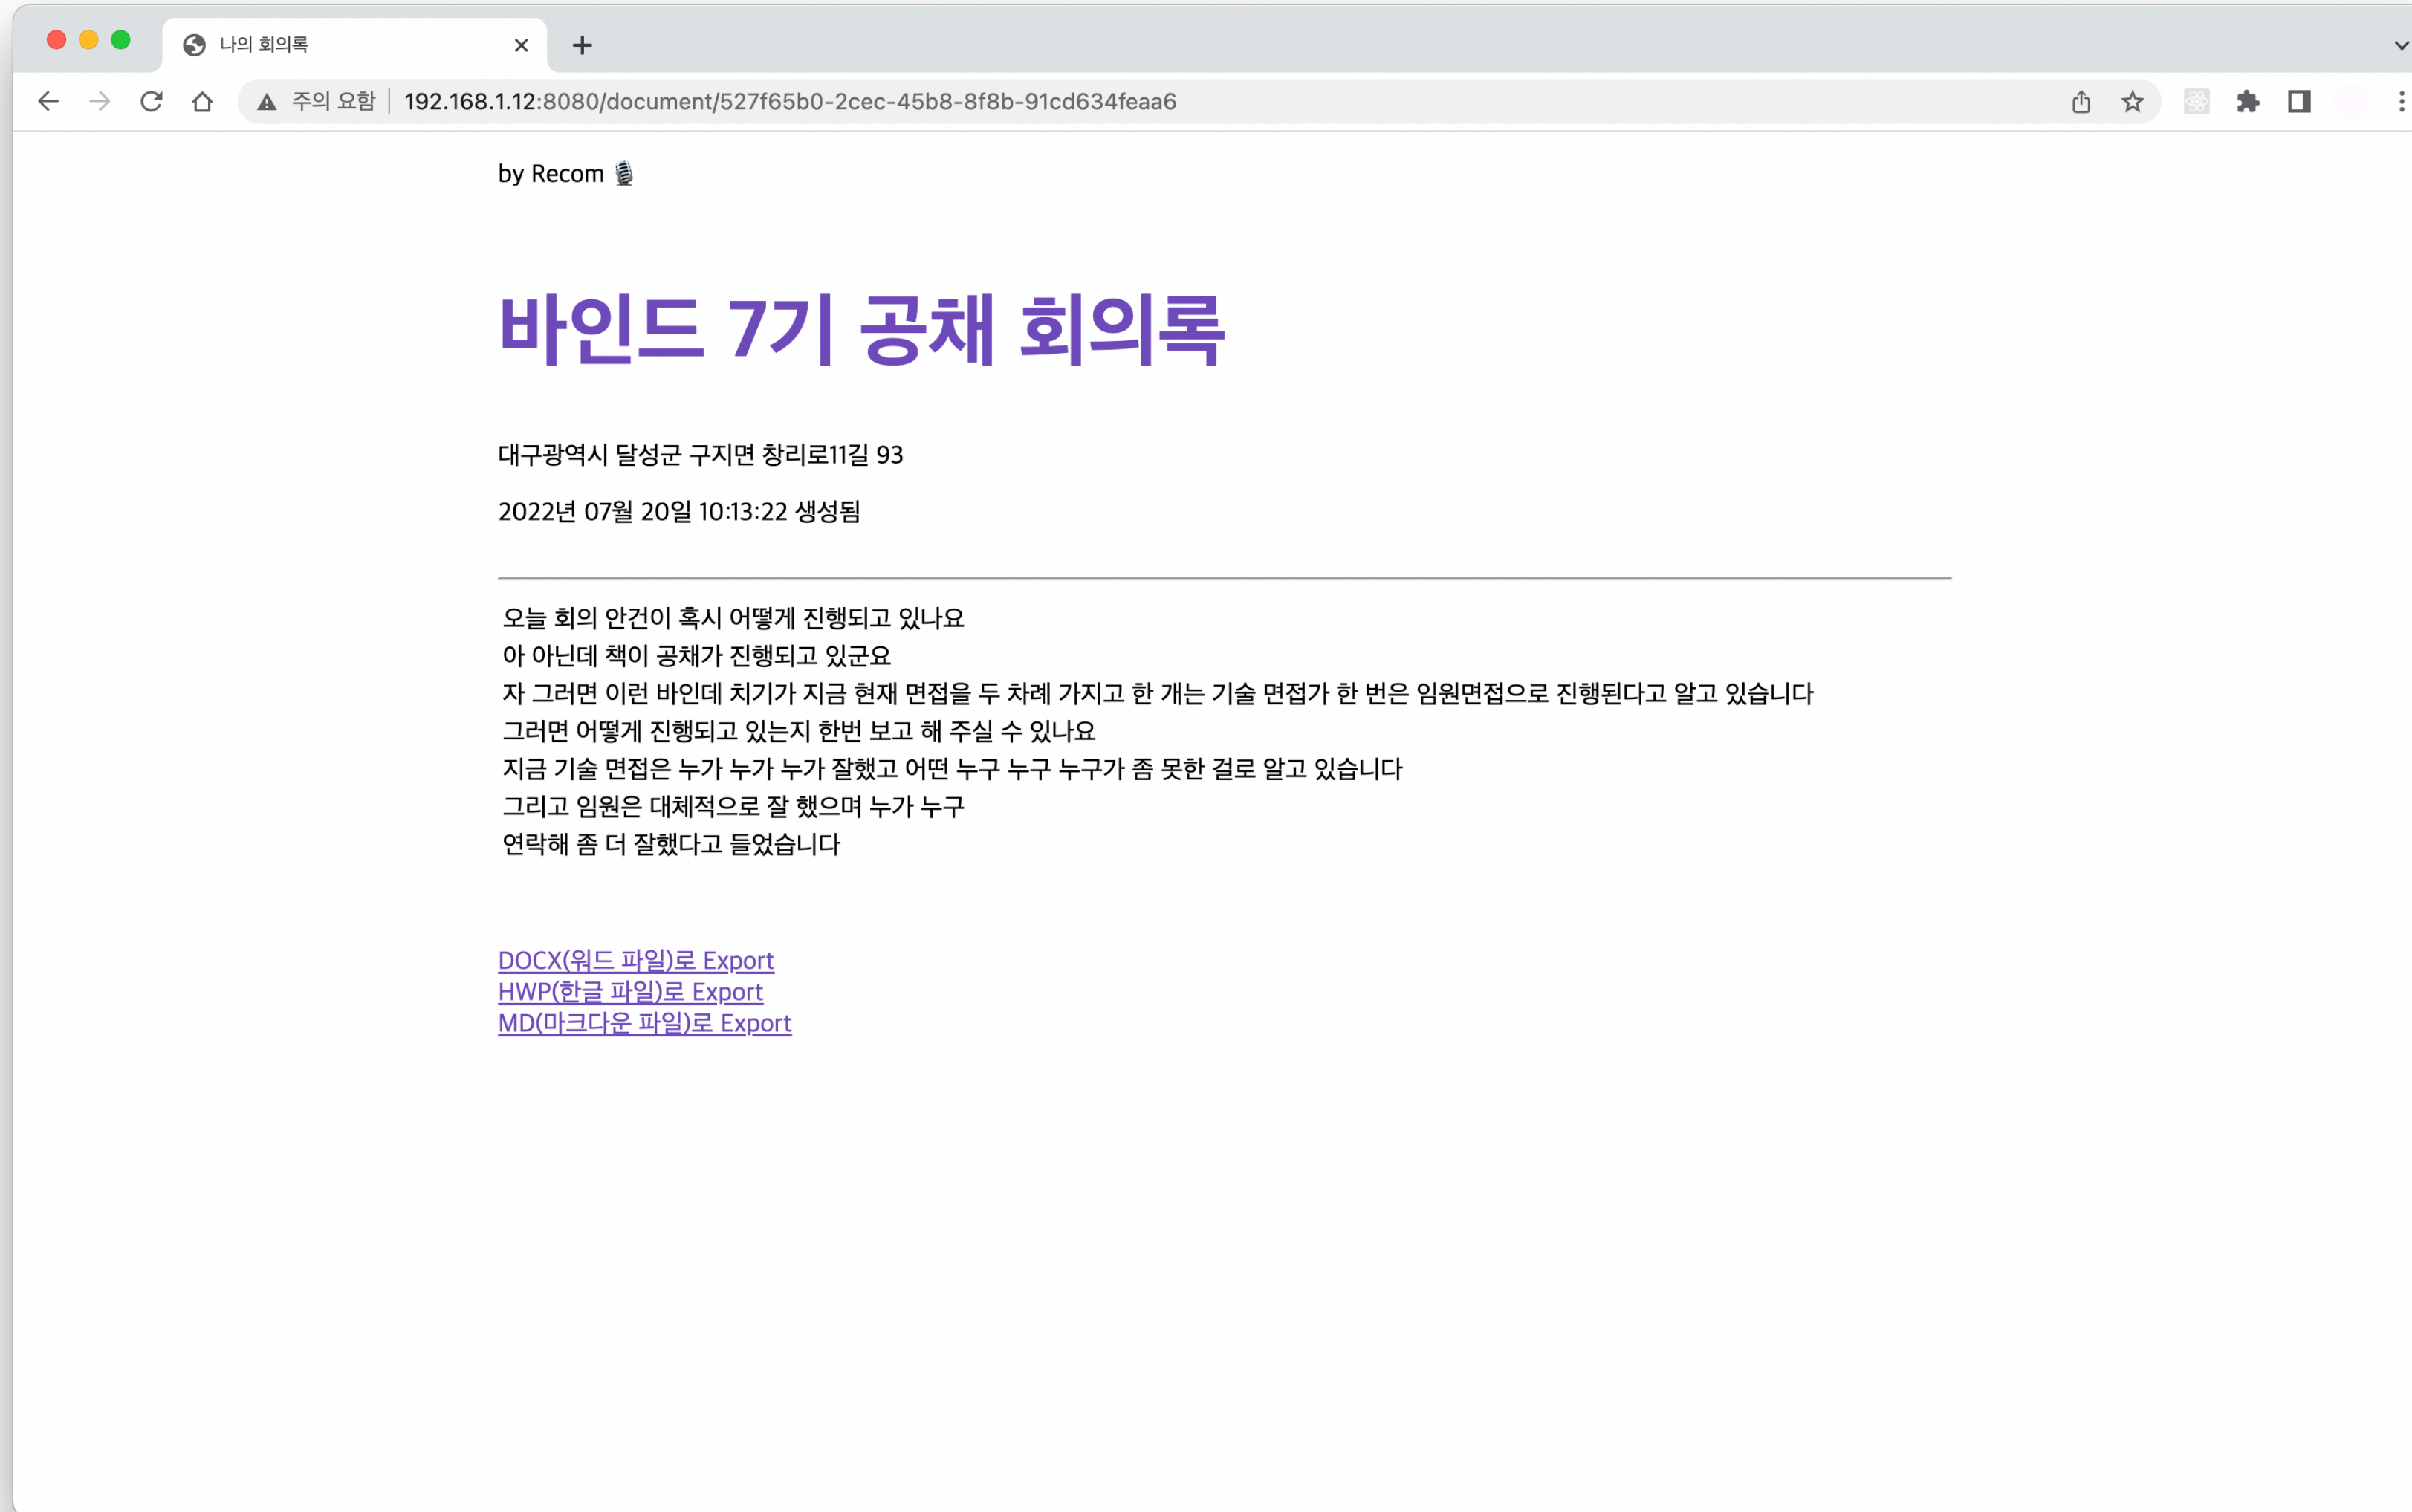 나의 회의록
주의 요함 192.168.1.12:8080/document/527f65b0-2cec-45b8-8f8b-91cd634feaa6
by Recom 🎙️
바인드 7기 공채 회의록
대구광역시 달성군 구지면 창리로11길 93
2022년 07월 20일 10:13:22 생성됨
오늘 회의 안건이 혹시 어떻게 진행되고 있나요
아 아닌데 책이 공채가 진행되고 있군요
자 그러면 이런 바인데 치기가 지금 현재 면접을 두 차례 가지고 한 개는 기술 면접가 한 번은 임원면접으로 진행된다고 알고 있습니다
그러면 어떻게 진행되고 있는지 한번 보고 해 주실 수 있나요
지금 기술 면접은 누가 누가 누가 잘했고 어떤 누구 누구 누구가 좀 못한 걸로 알고 있습니다
그리고 임원은 대체적으로 잘 했으며 누가 누구
연락해 좀 더 잘했다고 들었습니다
DOCX(워드 파일)로 Export
HWP(한글 파일)로 Export
MD(마크다운 파일)로 Export